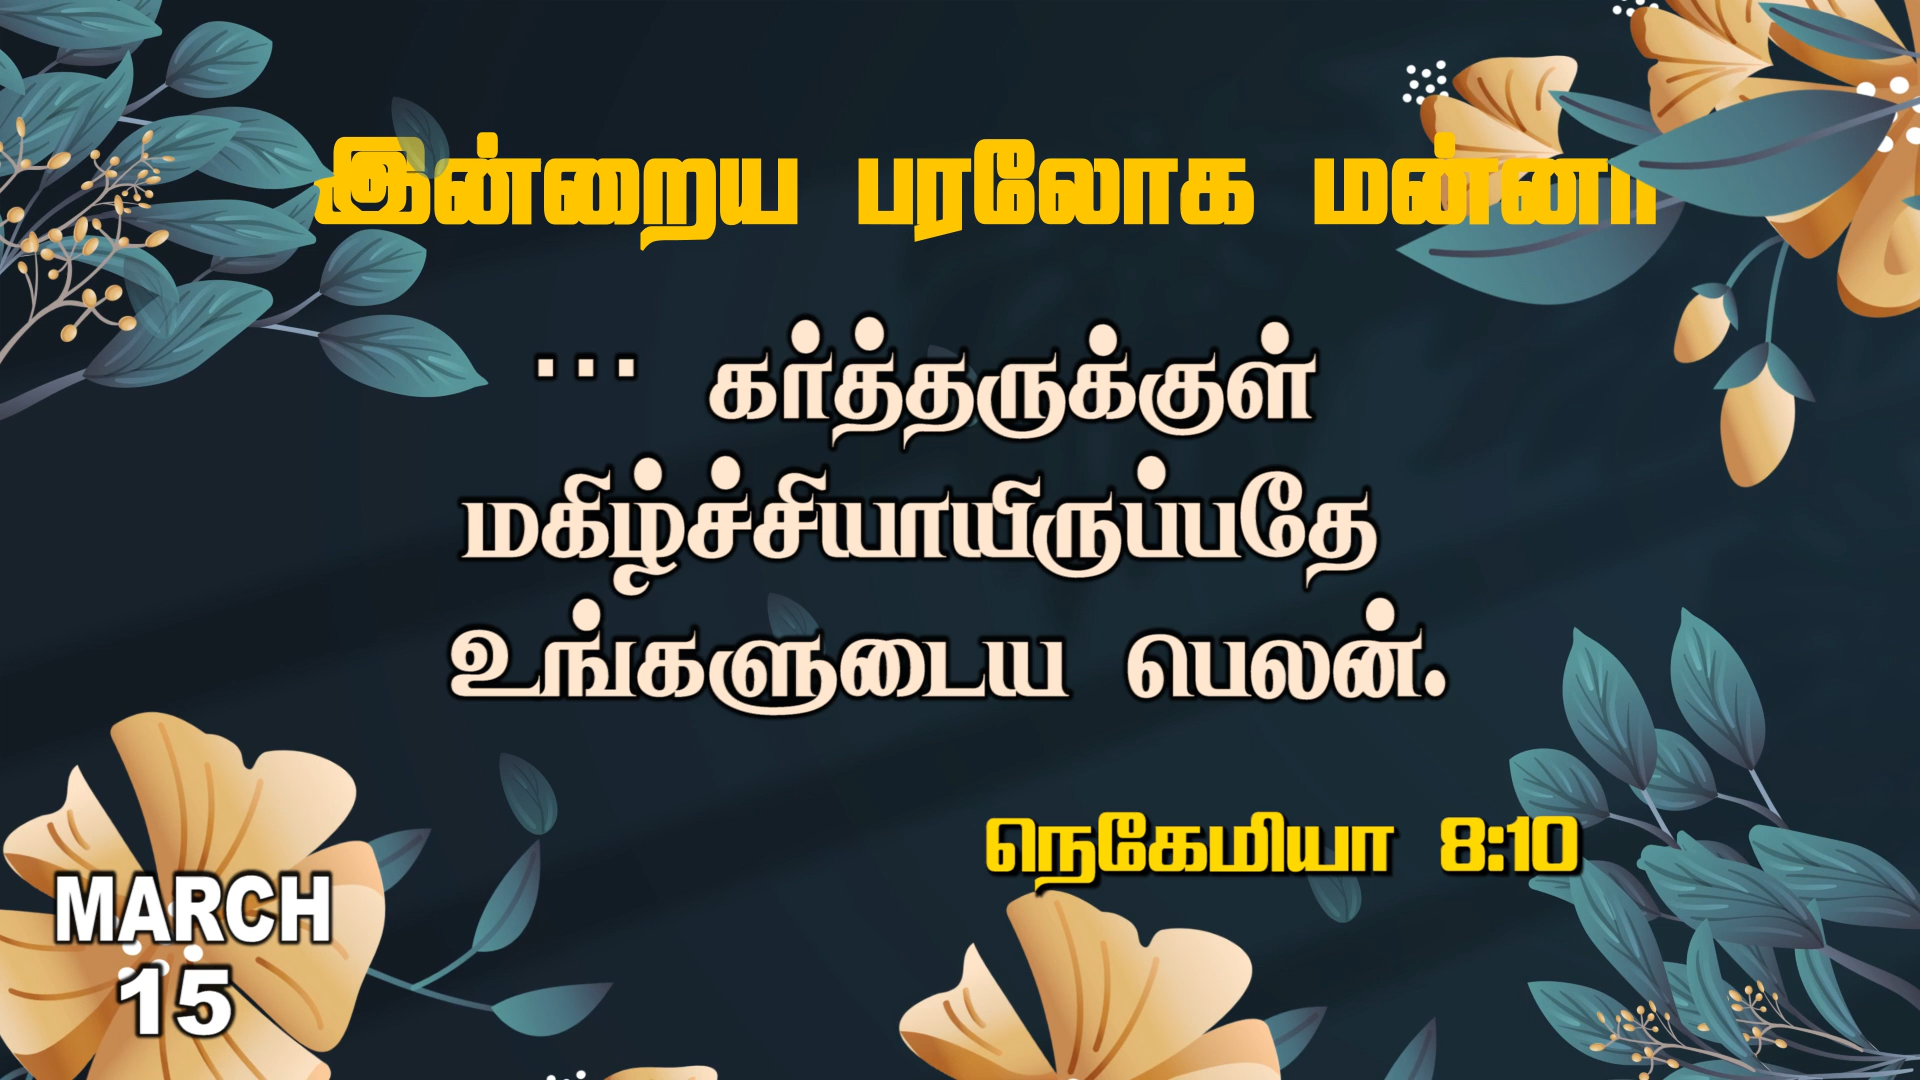 இன்றைய பரலோக மன்னா
... கர்த்தருக்குள்
மகிழ்ச்சியாயிருப்பதே
உங்களுடைய பெலன்.
நெகேமியா 8:10
MARCH
15